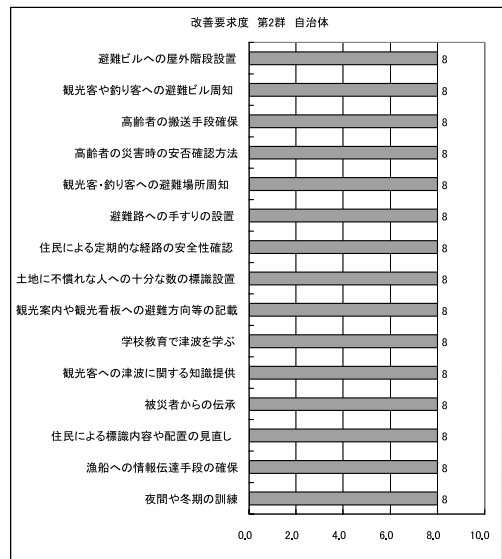 改善要求度 第2群 自治体
避難ビルへの屋外階段設置 8
観光客や釣り客への避難ビル周知 8
高齢者の搬送手段確保 8
高齢者の災害時の安否確認方法 8
観光客・釣り客への避難場所周知 8
避難路への手すりの設置 8
住民による定期的な経路の安全性確認 8
土地に不慣れな人への十分な数の標識設置 8
観光案内や観光看板への避難方向等の記載 8
学校教育で津波を学ぶ 8
観光客への津波に関する知識提供 8
被災者からの伝承 8
住民による標識内容や配置の見直し 8
漁船への情報伝達手段の確保 8
夜間や冬期の訓練 8
0.0 2.0 4.0 6.0 8.0 10.0